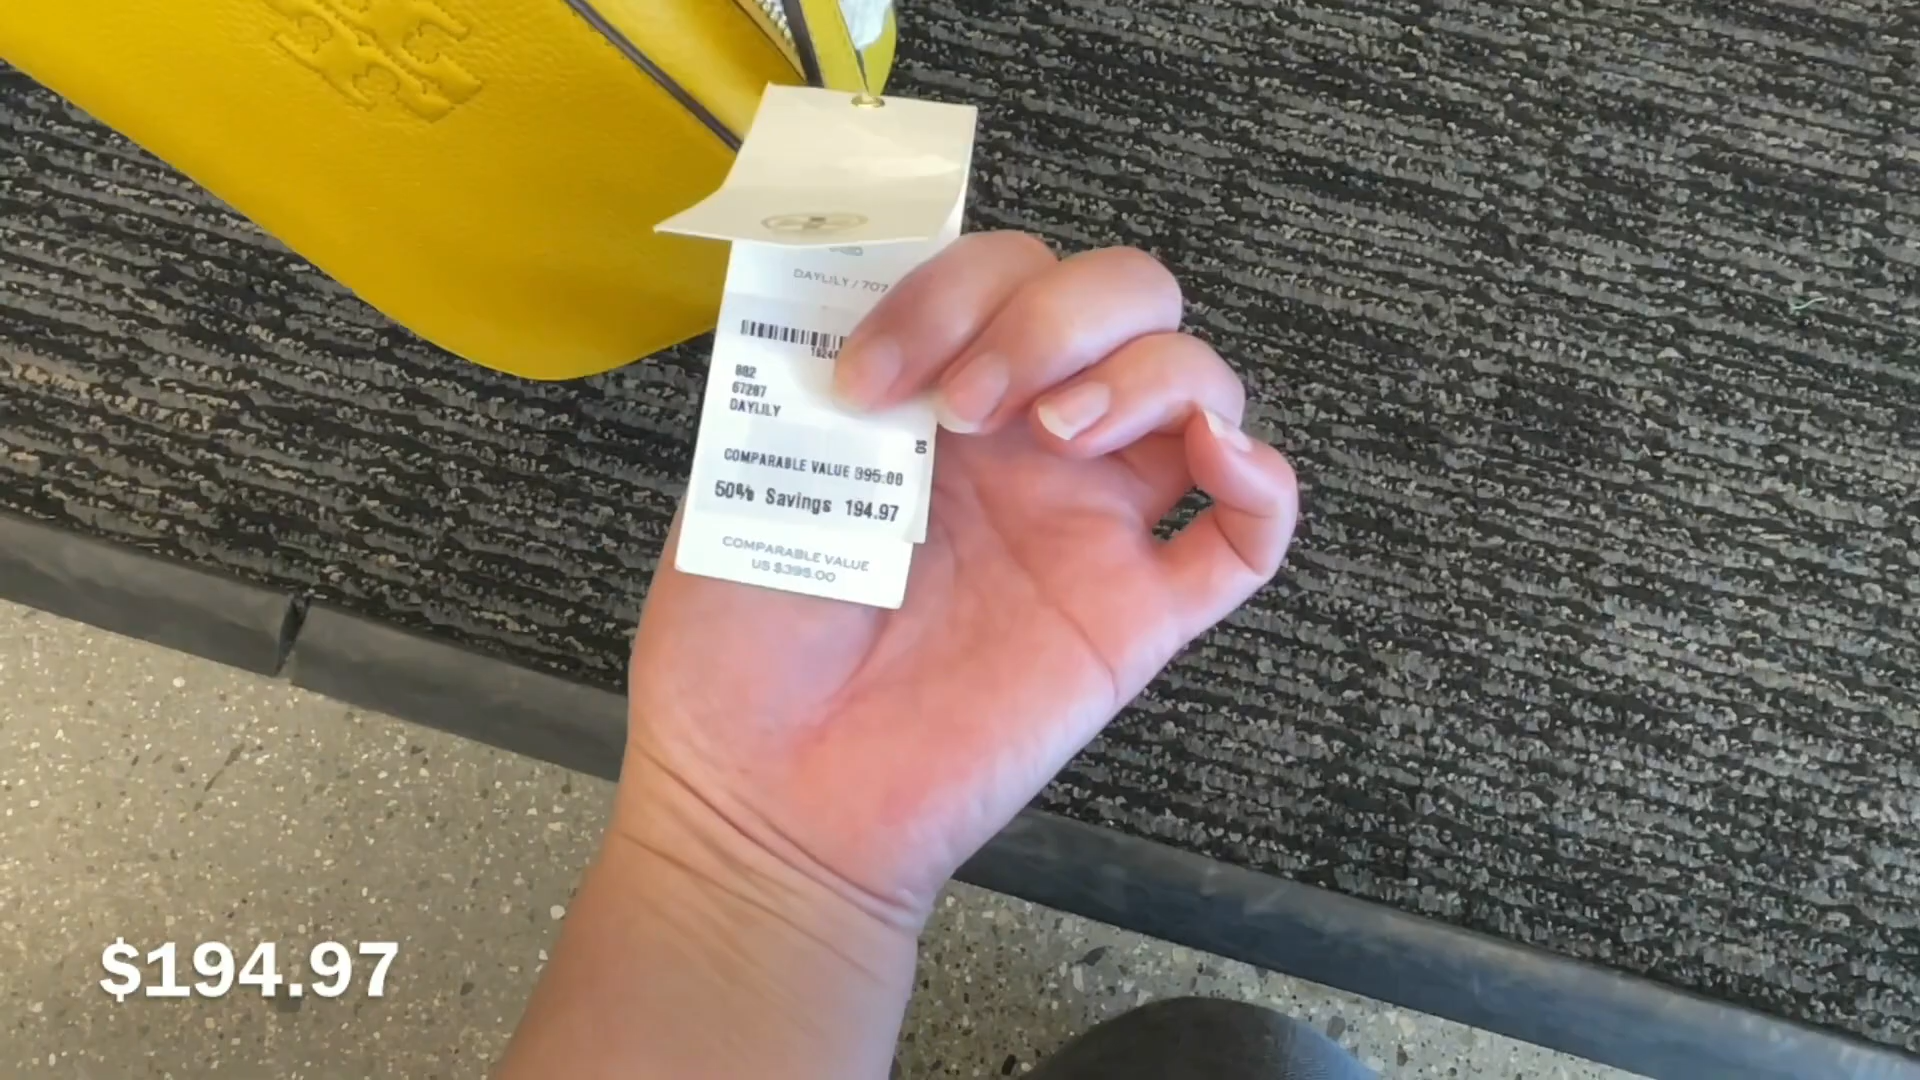 DAYLILY / 707
882
67287
DAYLILY
OS
COMPARABLE VALUE 395.00
50% Savings 194.97
COMPARABLE VALUE
US $395.00
$194.97